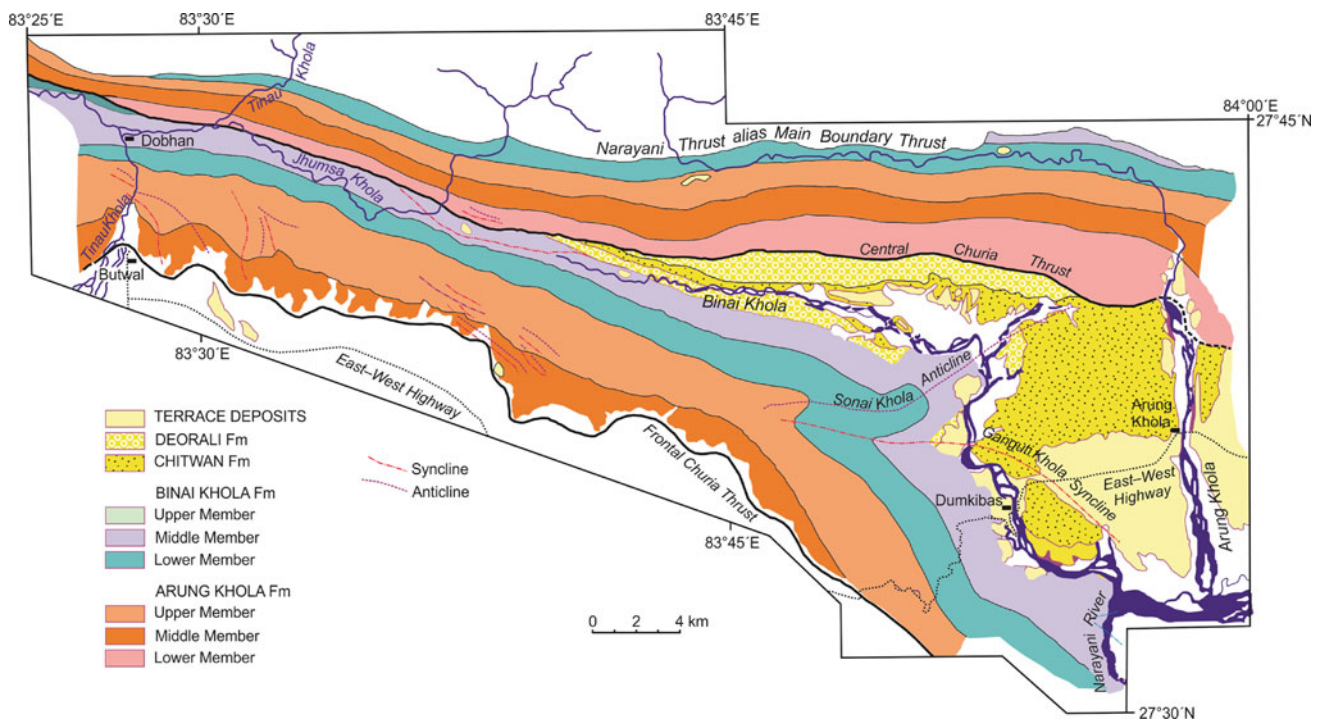 83°25´E
83°30´E
83°45´E
84°00´E
27°45´N
Tinau Khola
Narayani Thrust alias Main Boundary Thrust
Dobhan
Jhumsa Khola
Central Churia Thrust
TinauKhola
Butwal
Binai Khola
83°30´E
East–West Highway
Sonai Khola Anticline
Arung
Khola
Ganguti Khola Syncline
East–West
Highway
Dumkibas
Arung Khola
Frontal Churia Thrust
83°45´E
Narayani River
27°30´N
TERRACE DEPOSITS
DEORALI Fm
CHITWAN Fm
BINAI KHOLA Fm
Upper Member
Middle Member
Lower Member
ARUNG KHOLA Fm
Upper Member
Middle Member
Lower Member
Syncline
Anticline
0 2 4 km